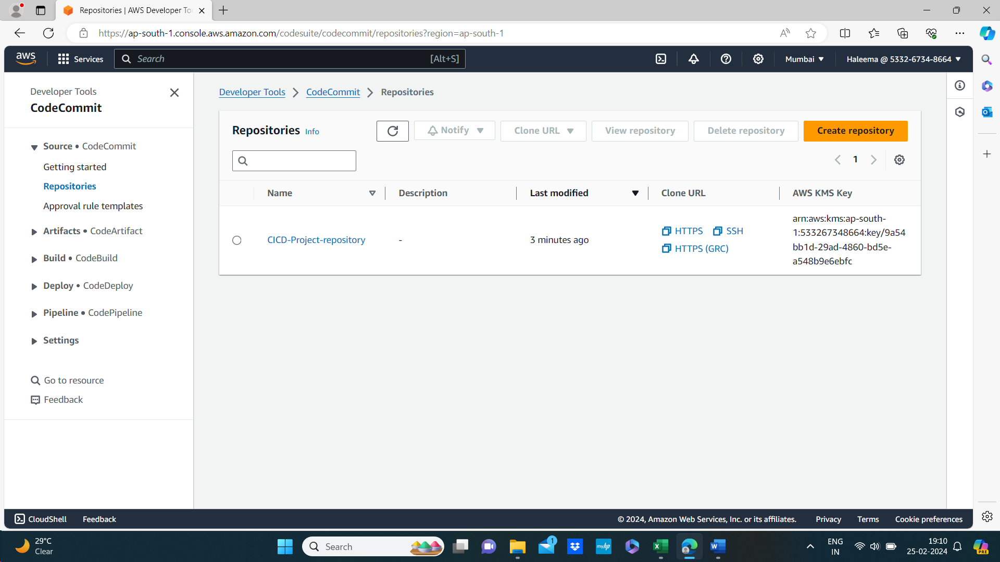 Repositories | AWS Developer To
https://ap-south-1.console.aws.amazon.com/codesuite/codecommit/repositories?region=ap-south-1
aws
Services
Search
[Alt+S]
Mumbai
Haleema @ 5332-6734-8664
Developer Tools
CodeCommit
Source • CodeCommit
Getting started
Repositories
Approval rule templates
Artifacts • CodeArtifact
Build • CodeBuild
Deploy • CodeDeploy
Pipeline • CodePipeline
Settings
Go to resource
Feedback
Developer Tools
CodeCommit
Repositories
Repositories Info
Notify
Clone URL
View repository
Delete repository
Create repository
1
Name
Description
Last modified
Clone URL
AWS KMS Key
CICD-Project-repository
-
3 minutes ago
HTTPS
SSH
HTTPS (GRC)
arn:aws:kms:ap-south-
1:533267348664:key/9a54
bb1d-29ad-4860-bd5e-
a548b9e6ebfc
CloudShell
Feedback
© 2024, Amazon Web Services, Inc. or its affiliates.
Privacy
Terms
Cookie preferences
29°C
Clear
Search
1
myhp
X
W
ENG
IN
19:10
25-02-2024
PRE